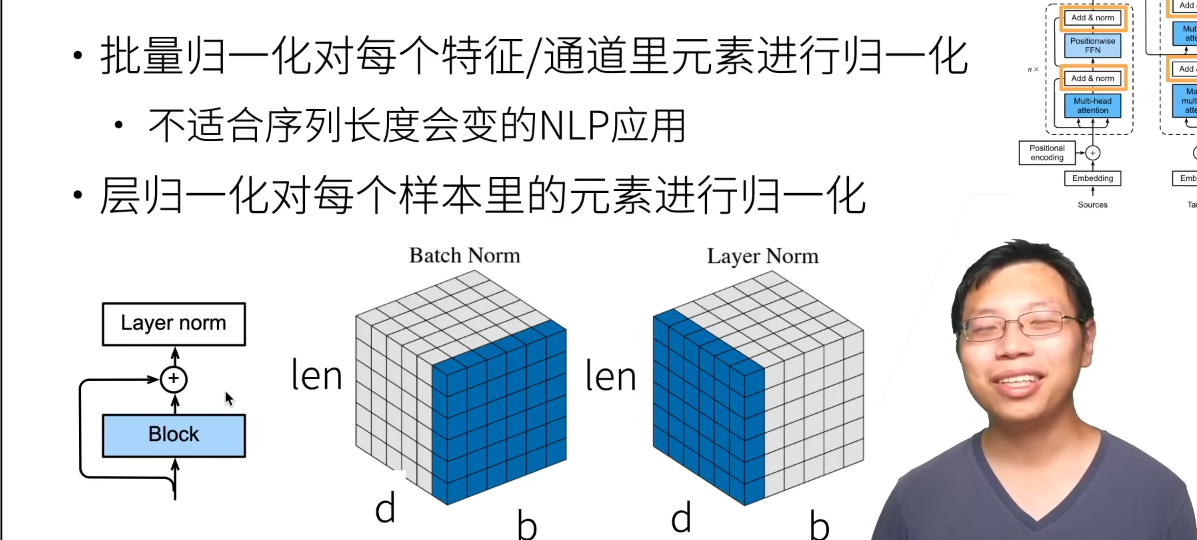 • 批量归一化对每个特征/通道里元素进行归一化
• 不适合序列长度会变的NLP应用
• 层归一化对每个样本里的元素进行归一化
Add & norm
Positionwise
FFN
n×
Add & norm
Multi-head
attention
Positional
encoding
+
Embedding
Sources
Add
Mut
atte
Add
Ma
mult
atte
Emb
Tar
Batch Norm
Layer Norm
Layer norm
+
Block
len
d
b
len
d
b